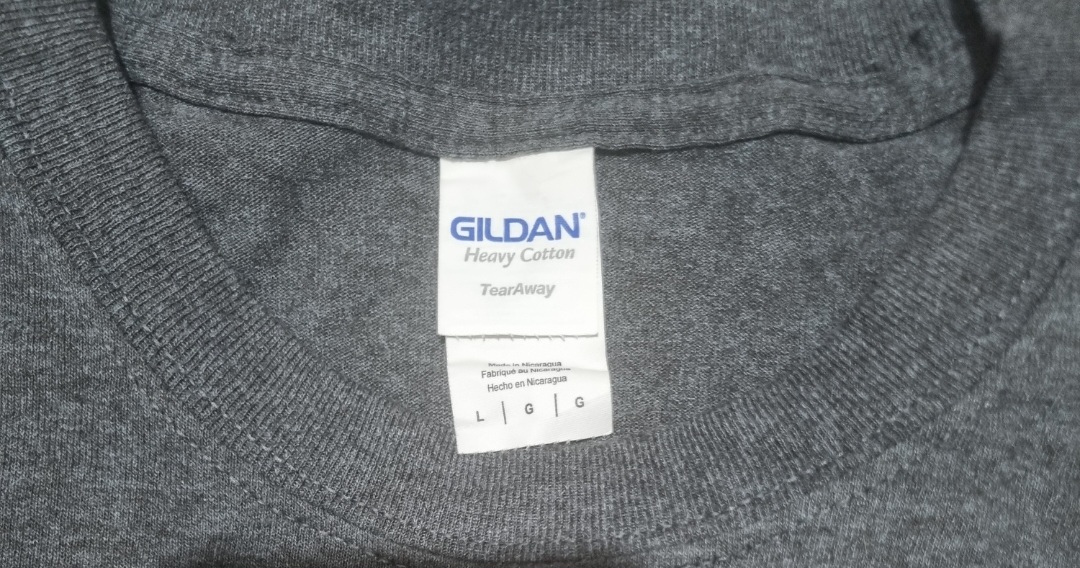 GILDAN®
Heavy Cotton
TearAway
Made in Nicaragua
Fabriqué au Nicaragua
Hecho en Nicaragua
L | G | G